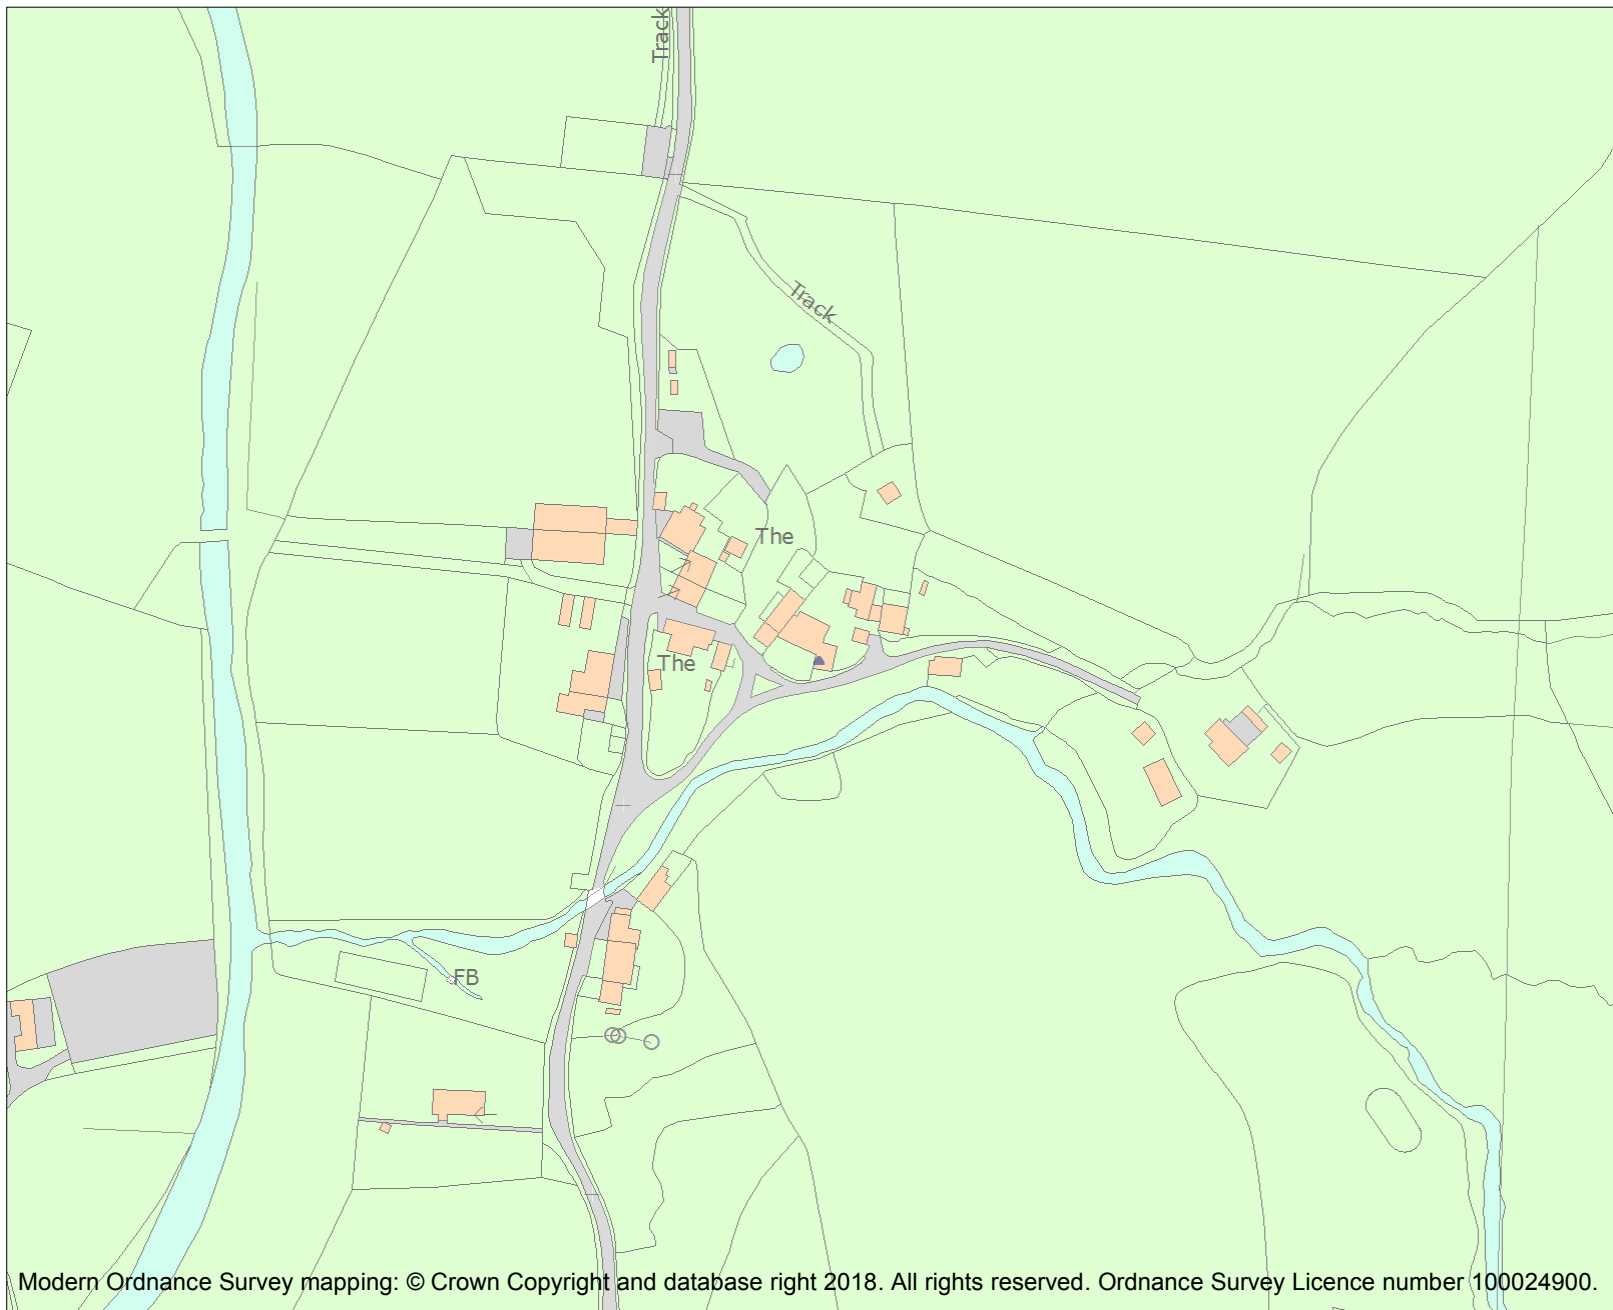 Track
Track
The
The
FB
Modern Ordnance Survey mapping: © Crown Copyright and database right 2018. All rights reserved. Ordnance Survey Licence number 100024900.